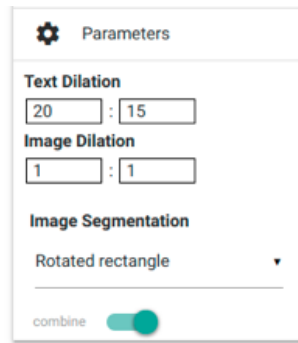 Parameters
Text Dilation
20 : 15
Image Dilation
1 : 1
Image Segmentation
Rotated rectangle
combine